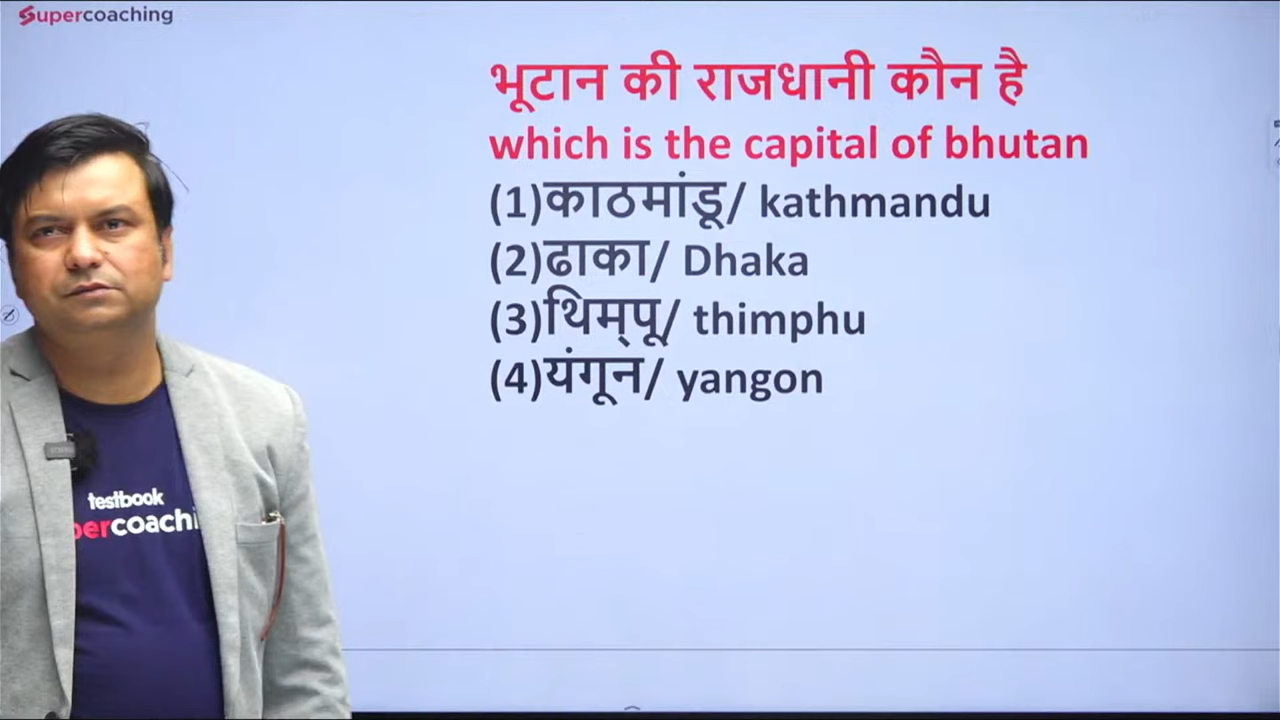 Supercoaching
भूटान की राजधानी कौन है
which is the capital of bhutan
(1)काठमांडू/ kathmandu
(2)ढाका/ Dhaka
(3)थिम्पू/ thimphu
(4)यंगून/ yangon
testbook
percoachi